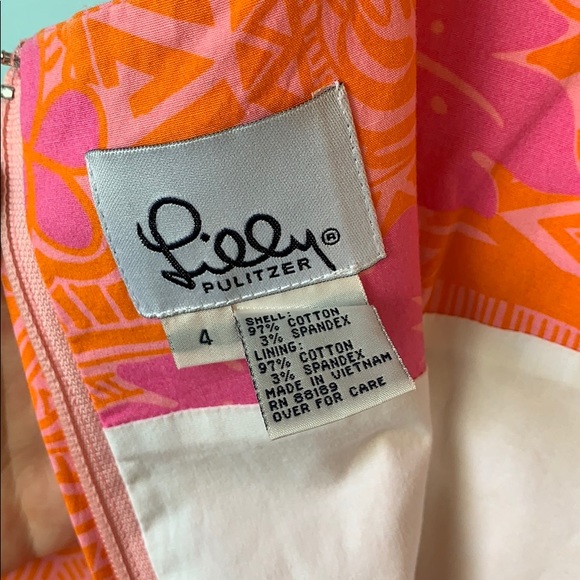 Lilly®
PULITZER
4
SHELL:
97% COTTON
3% SPANDEX
LINING:
97% COTTON
3% SPANDEX
MADE IN VIETNAM
RN 88189
OVER FOR CARE